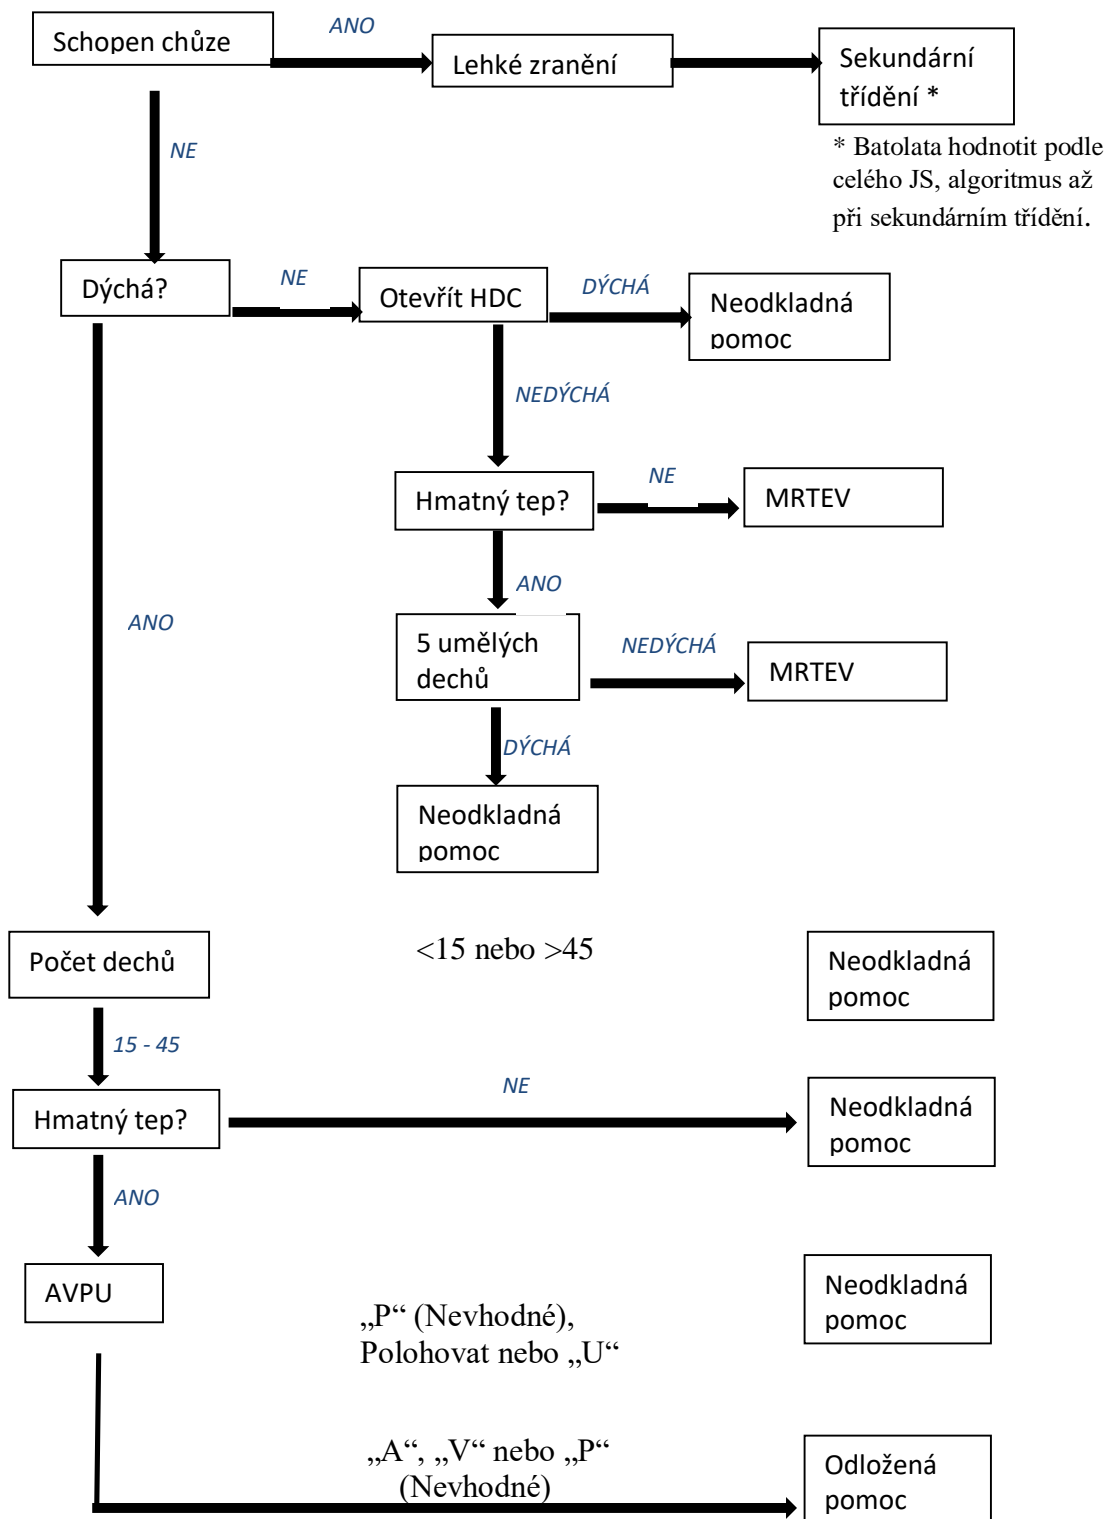 Schopen chůze
ANO
Lehké zranění
Sekundární
třídění *
* Batolata hodnotit podle
celého JS, algoritmus až
při sekundárním třídění.
NE
Dýchá?
NE
Otevřít HDC
DÝCHÁ
Neodkladná
pomoc
NEDÝCHÁ
Hmatný tep?
NE
MRTEV
ANO
5 umělých
dechů
NEDÝCHÁ
MRTEV
DÝCHÁ
Neodkladná
pomoc
ANO
Počet dechů
<15 nebo >45
Neodkladná
pomoc
15 - 45
Hmatný tep?
NE
Neodkladná
pomoc
ANO
AVPU
„P“ (Nevhodné),
Polohovat nebo „U“
Neodkladná
pomoc
„A“, „V“ nebo „P“
(Nevhodné)
Odložená
pomoc